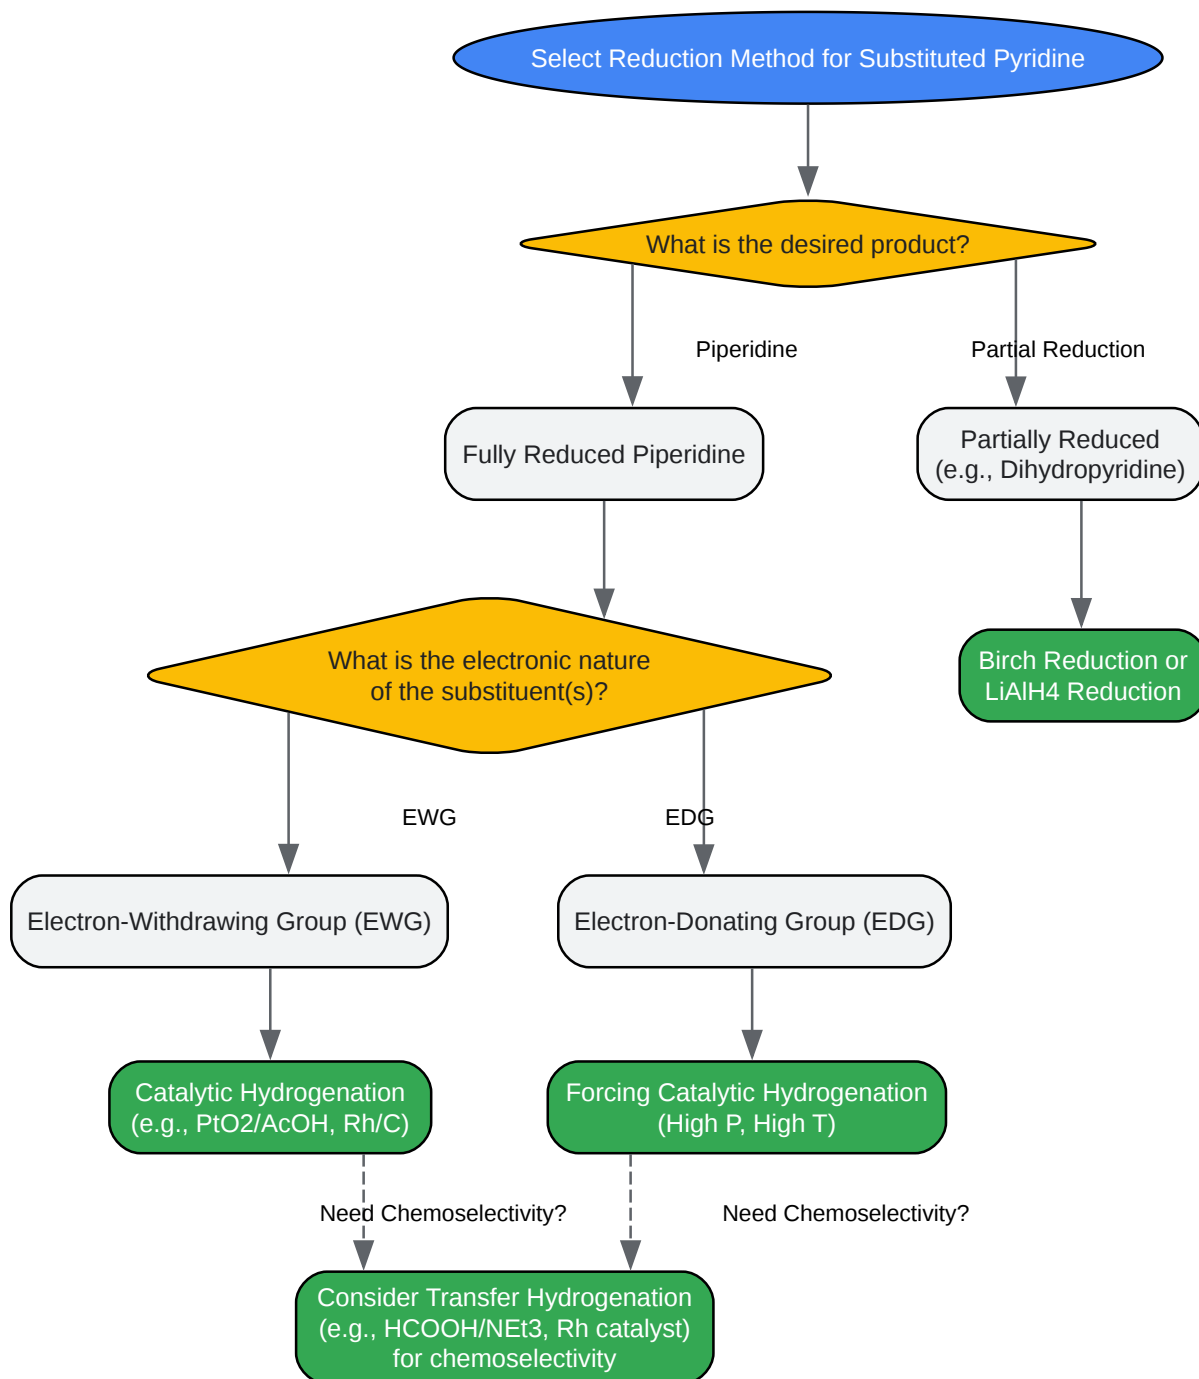 Select Reduction Method for Substituted Pyridine
What is the desired product?
Piperidine
Partial Reduction
Fully Reduced Piperidine
Partially Reduced
(e.g., Dihydropyridine)
What is the electronic nature
of the substituent(s)?
Birch Reduction or
LiAlH4 Reduction
EWG
EDG
Electron-Withdrawing Group (EWG)
Electron-Donating Group (EDG)
Catalytic Hydrogenation
(e.g., PtO2/AcOH, Rh/C)
Forcing Catalytic Hydrogenation
(High P, High T)
Need Chemoselectivity?
Need Chemoselectivity?
Consider Transfer Hydrogenation
(e.g., HCOOH/NEt3, Rh catalyst)
for chemoselectivity